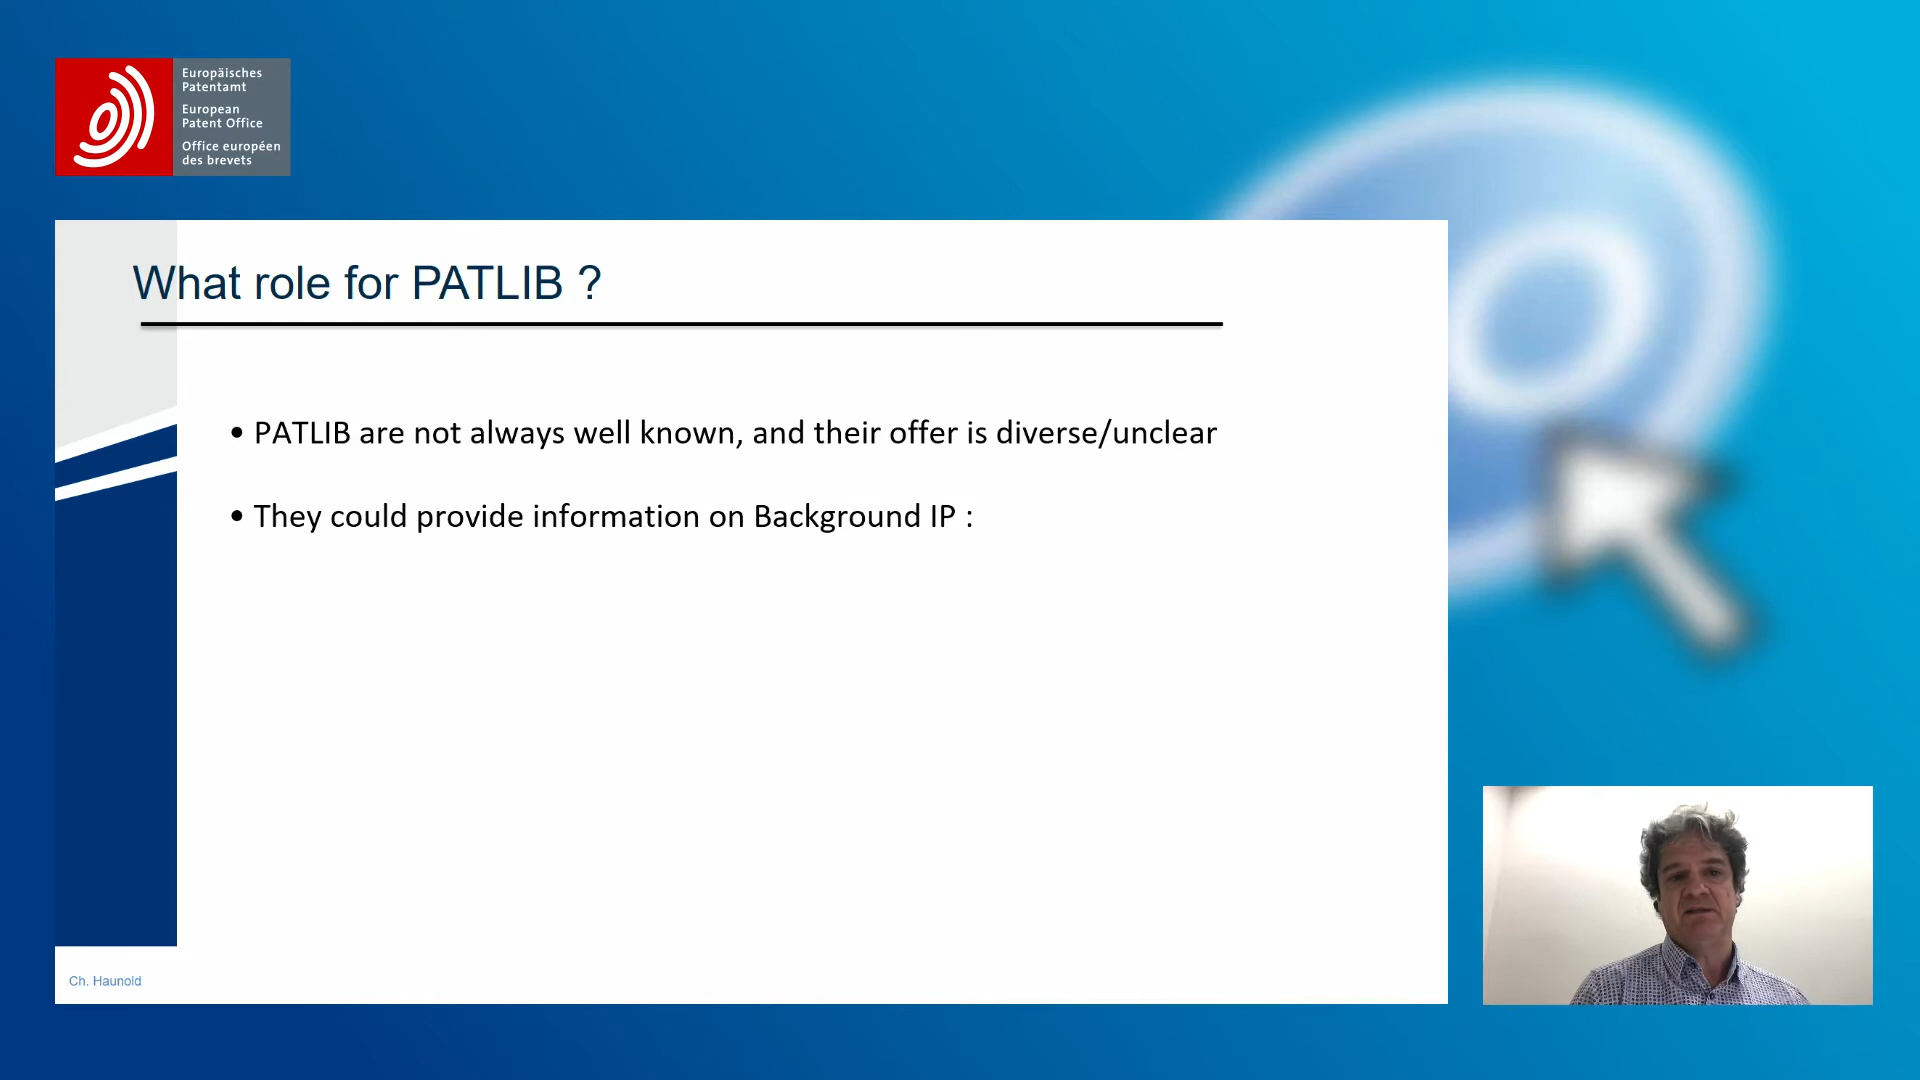 Europäisches
Patentamt
European
Patent Office
Office européen
des brevets
What role for PATLIB ?
• PATLIB are not always well known, and their offer is diverse/unclear
• They could provide information on Background IP :
Ch. Haunold